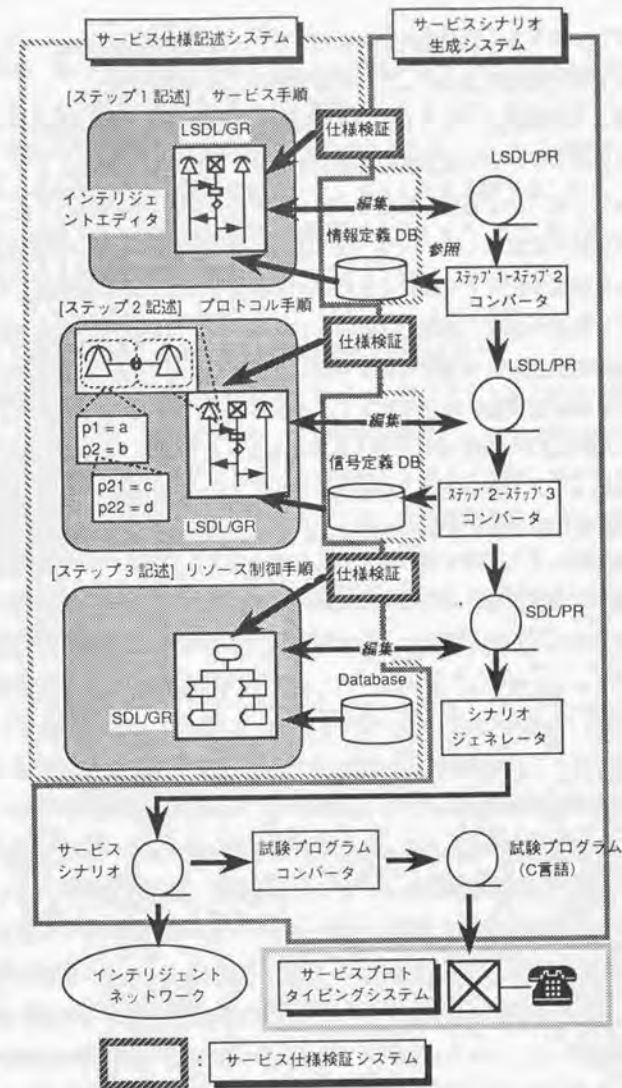 サービス仕様記述システム
サービスシナリオ
生成システム
[ステップ1記述] サービス手順
LSDL/GR
仕様検証
LSDL/PR
インテリジェ
ントエディタ
編集
情報定義 DB
参照
ステップ1-ステップ2
コンバータ
[ステップ2記述] プロトコル手順
仕様検証
LSDL/PR
p1 = a
p2 = b
p21 = c
p22 = d
編集
信号定義 DB
LSDL/GR
ステップ2-ステップ3
コンバータ
[ステップ3記述] リソース制御手順
仕様検証
SDL/PR
編集
Database
SDL/GR
シナリオ
ジェネレータ
サービス
シナリオ
試験プログラム
コンバータ
試験プログラム
(C言語)
インテリジェント
ネットワーク
サービスプロト
タイピングシステム
: サービス仕様検証システム